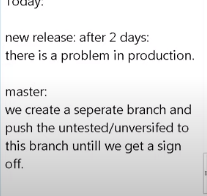 Today:
new release: after 2 days:
there is a problem in production.
master:
we create a seperate branch and
push the untested/unversifed to
this branch untill we get a sign
off.